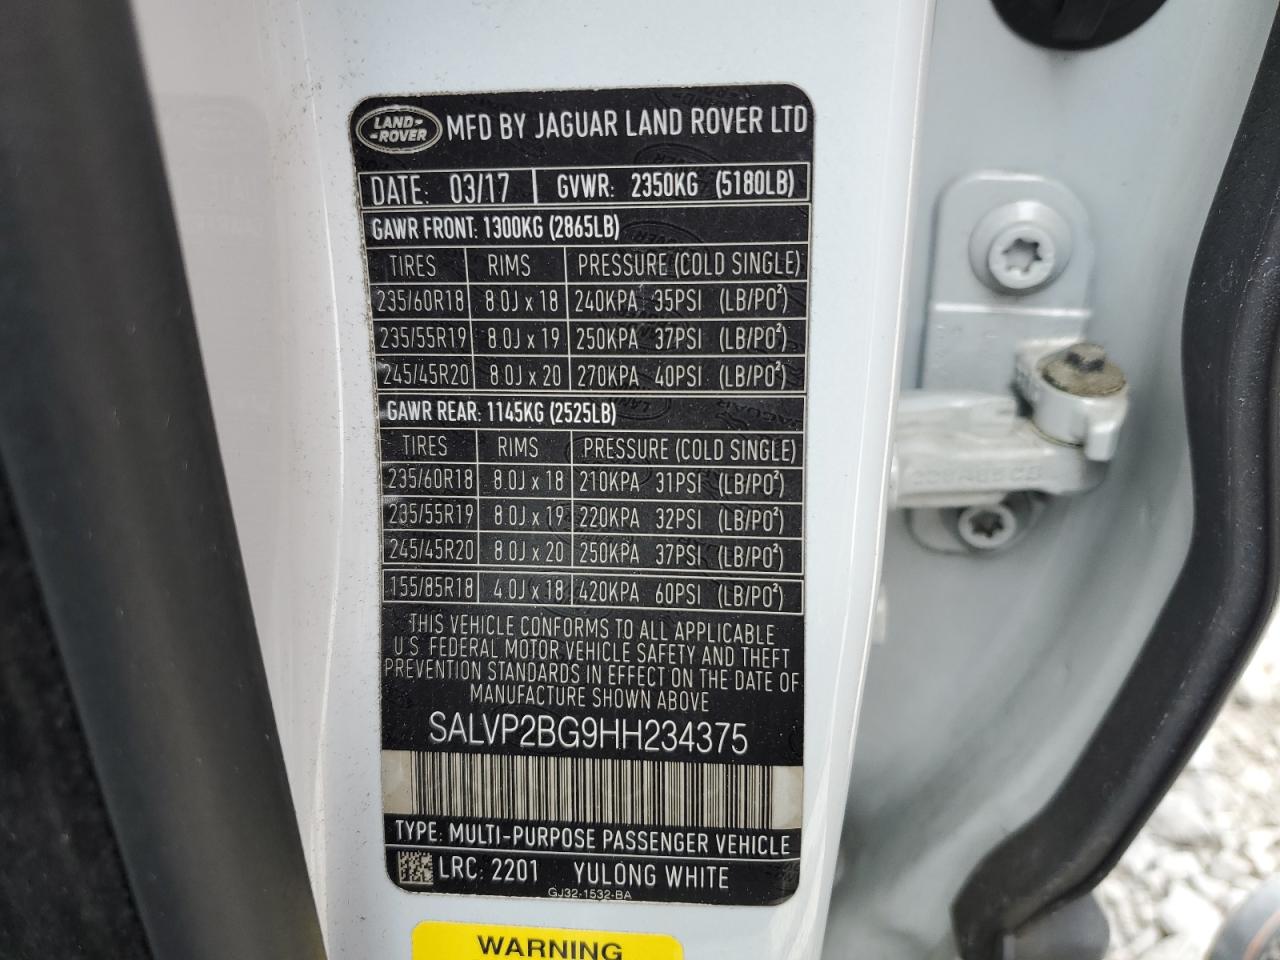 LAND-
-ROVER
MFD BY JAGUAR LAND ROVER LTD
DATE: 03/17 GVWR: 2350KG (5180LB)
GAWR FRONT: 1300KG (2865LB)
TIRES RIMS PRESSURE (COLD SINGLE)
235/60R18 8.0J x 18 240KPA 35PSI (LB/PO²)
235/55R19 8.0J x 19 250KPA 37PSI (LB/PO²)
245/45R20 8.0J x 20 270KPA 40PSI (LB/PO²)
GAWR REAR: 1145KG (2525LB)
TIRES RIMS PRESSURE (COLD SINGLE)
235/60R18 8.0J x 18 210KPA 31PSI (LB/PO²)
235/55R19 8.0J x 19 220KPA 32PSI (LB/PO²)
245/45R20 8.0J x 20 250KPA 37PSI (LB/PO²)
155/85R18 4.0J x 18 420KPA 60PSI (LB/PO²)
THIS VEHICLE CONFORMS TO ALL APPLICABLE
U.S FEDERAL MOTOR VEHICLE SAFETY AND THEFT
PREVENTION STANDARDS IN EFFECT ON THE DATE OF
MANUFACTURE SHOWN ABOVE
SALVP2BG9HH234375
TYPE: MULTI-PURPOSE PASSENGER VEHICLE
LRC: 2201 YULONG WHITE
GJ32-1532-BA
WARNING